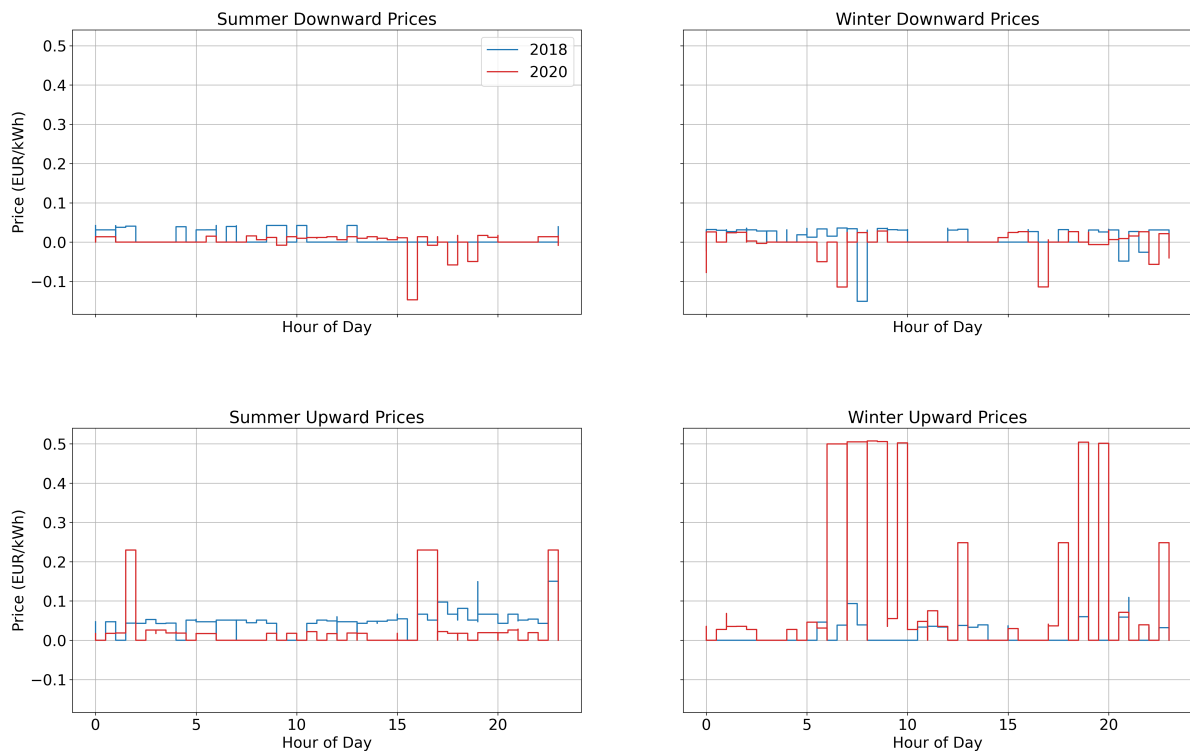 Summer Downward Prices
Winter Downward Prices
0.5
0.4
0.3
0.2
0.1
0.0
−0.1
Price (EUR/kWh)
2018
2020
Hour of Day
Hour of Day
Summer Upward Prices
Winter Upward Prices
0.5
0.4
0.3
0.2
0.1
0.0
−0.1
Price (EUR/kWh)
0 5 10 15 20
0 10 20
Hour of Day
Hour of Day